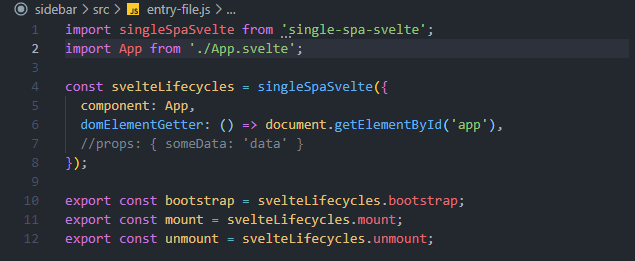 sidebar > src > JS entry-file.js > ...
1 import singleSpaSvelte from 'single-spa-svelte';
2 import App from './App.svelte';
3
4 const svelteLifecycles = singleSpaSvelte({
5   component: App,
6   domElementGetter: () => document.getElementById('app'),
7   //props: { someData: 'data' }
8 });
9
10 export const bootstrap = svelteLifecycles.bootstrap;
11 export const mount = svelteLifecycles.mount;
12 export const unmount = svelteLifecycles.unmount;